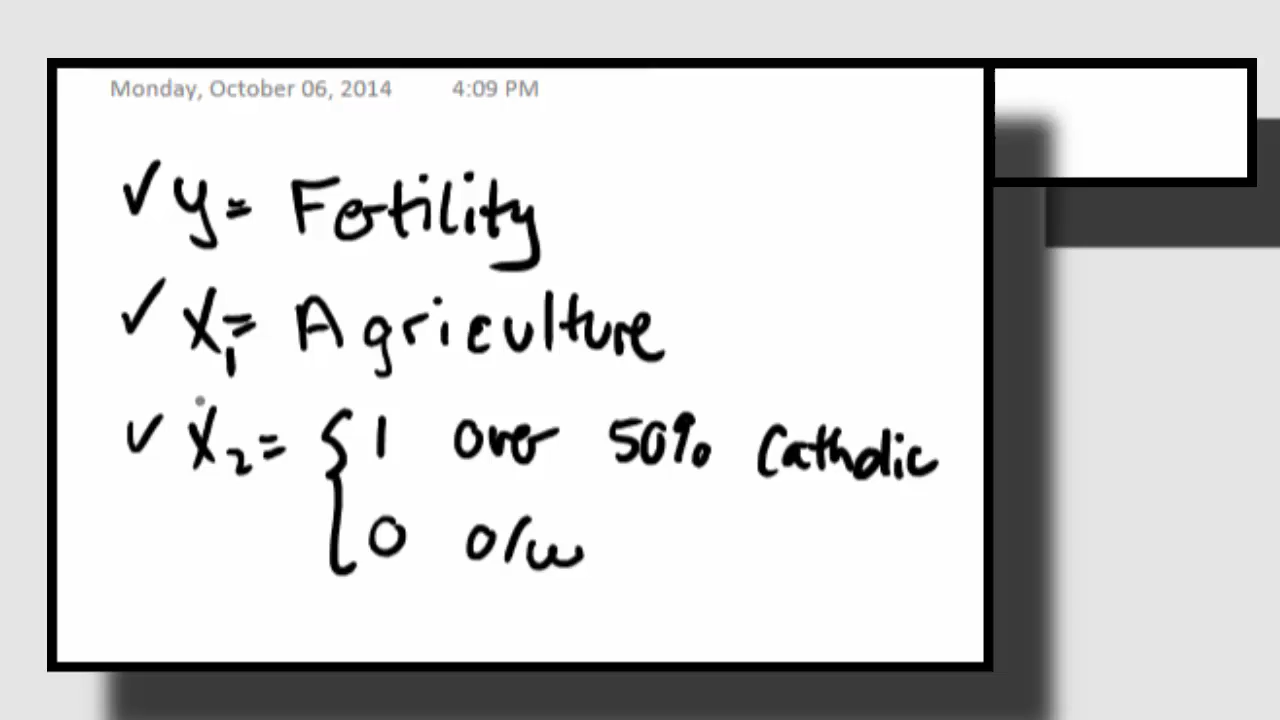 Monday, October 06, 2014 4:09 PM
✓ y = Fertility
✓ X₁ = Agriculture
✓ X₂ = { 1 over 50% Catholic
0 o/w